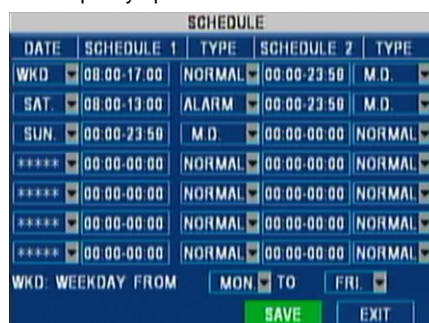 SCHEDULE
DATE SCHEDULE 1 TYPE SCHEDULE 2 TYPE
WKD 08:00-17:00 NORMAL 00:00-23:59 M.D.
SAT. 08:00-13:00 ALARM 00:00-23:59 M.D.
SUN. 00:00-23:59 M.D. 00:00-00:00 NORMAL
***** 00:00-00:00 NORMAL 00:00-00:00 NORMAL
***** 00:00-00:00 NORMAL 00:00-00:00 NORMAL
***** 00:00-00:00 NORMAL 00:00-00:00 NORMAL
***** 00:00-00:00 NORMAL 00:00-00:00 NORMAL
WKD: WEEKDAY FROM MON. TO FRI.
SAVE EXIT